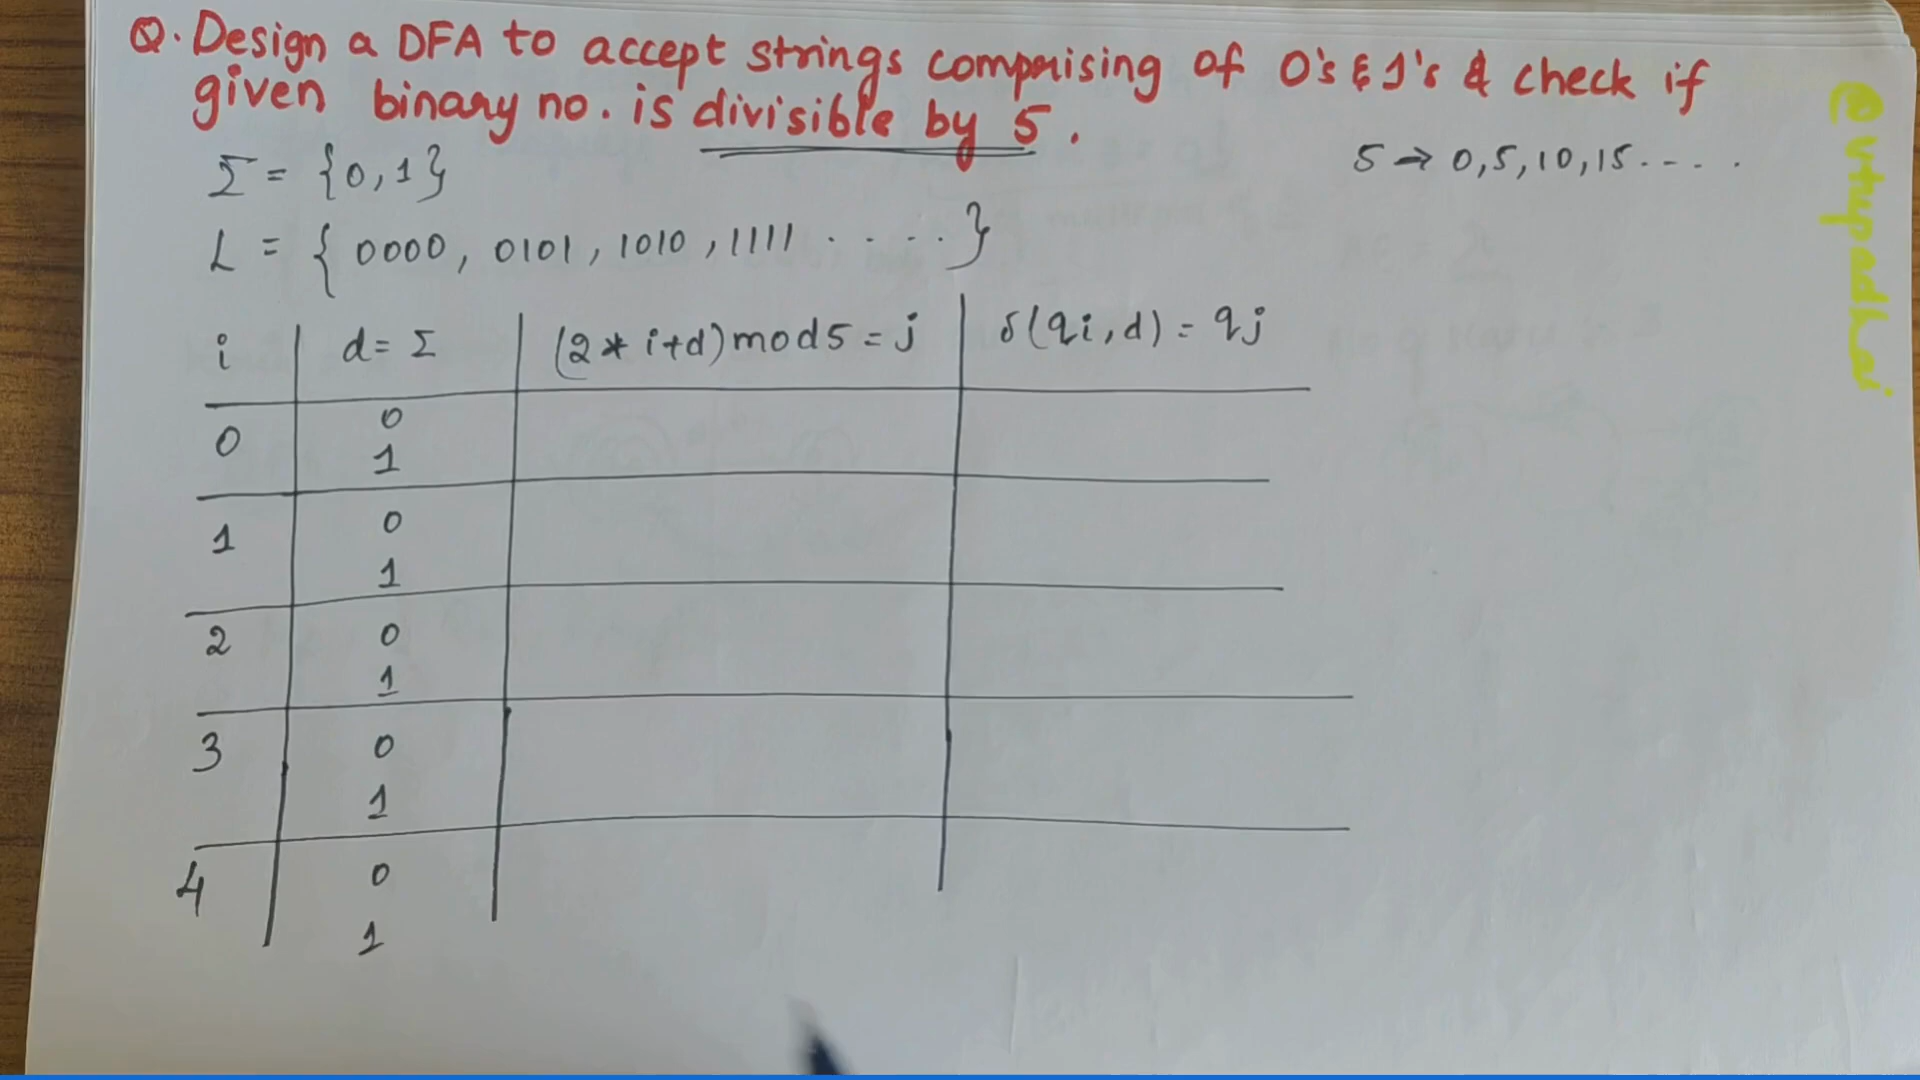 Q. Design a DFA to accept strings comprising of 0's & 1's & check if
given binary no. is divisible by 5.
Σ = {0,1}
5 → 0,5,10,15....
L = { 0000, 0101, 1010, 1111 ..... }
i d = Σ (2 * i+d) mod 5 = j δ(qi,d) = qj
0 0
1
1 0
1
2 0
1
3 0
1
4 0
1
@vtupadhai